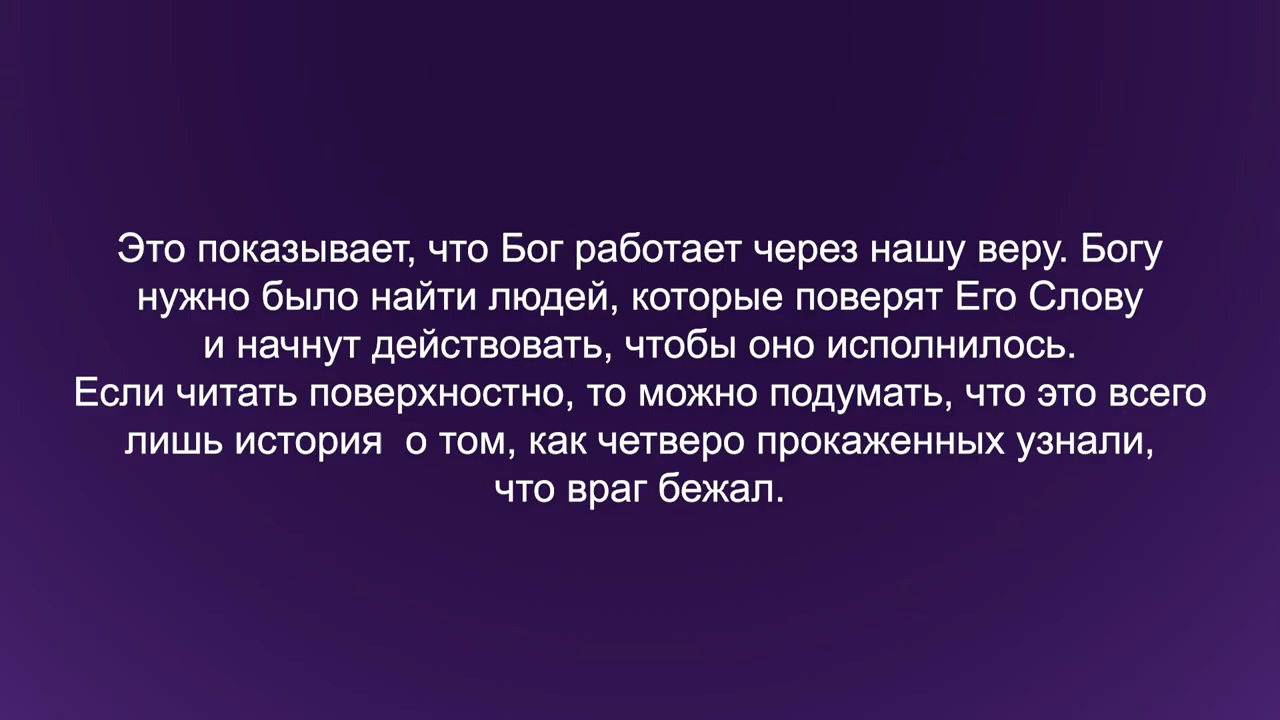 Это показывает, что Бог работает через нашу веру. Богу
нужно было найти людей, которые поверят Его Слову
и начнут действовать, чтобы оно исполнилось.
Если читать поверхностно, то можно подумать, что это всего
лишь история  о том, как четверо прокаженных узнали,
что враг бежал.